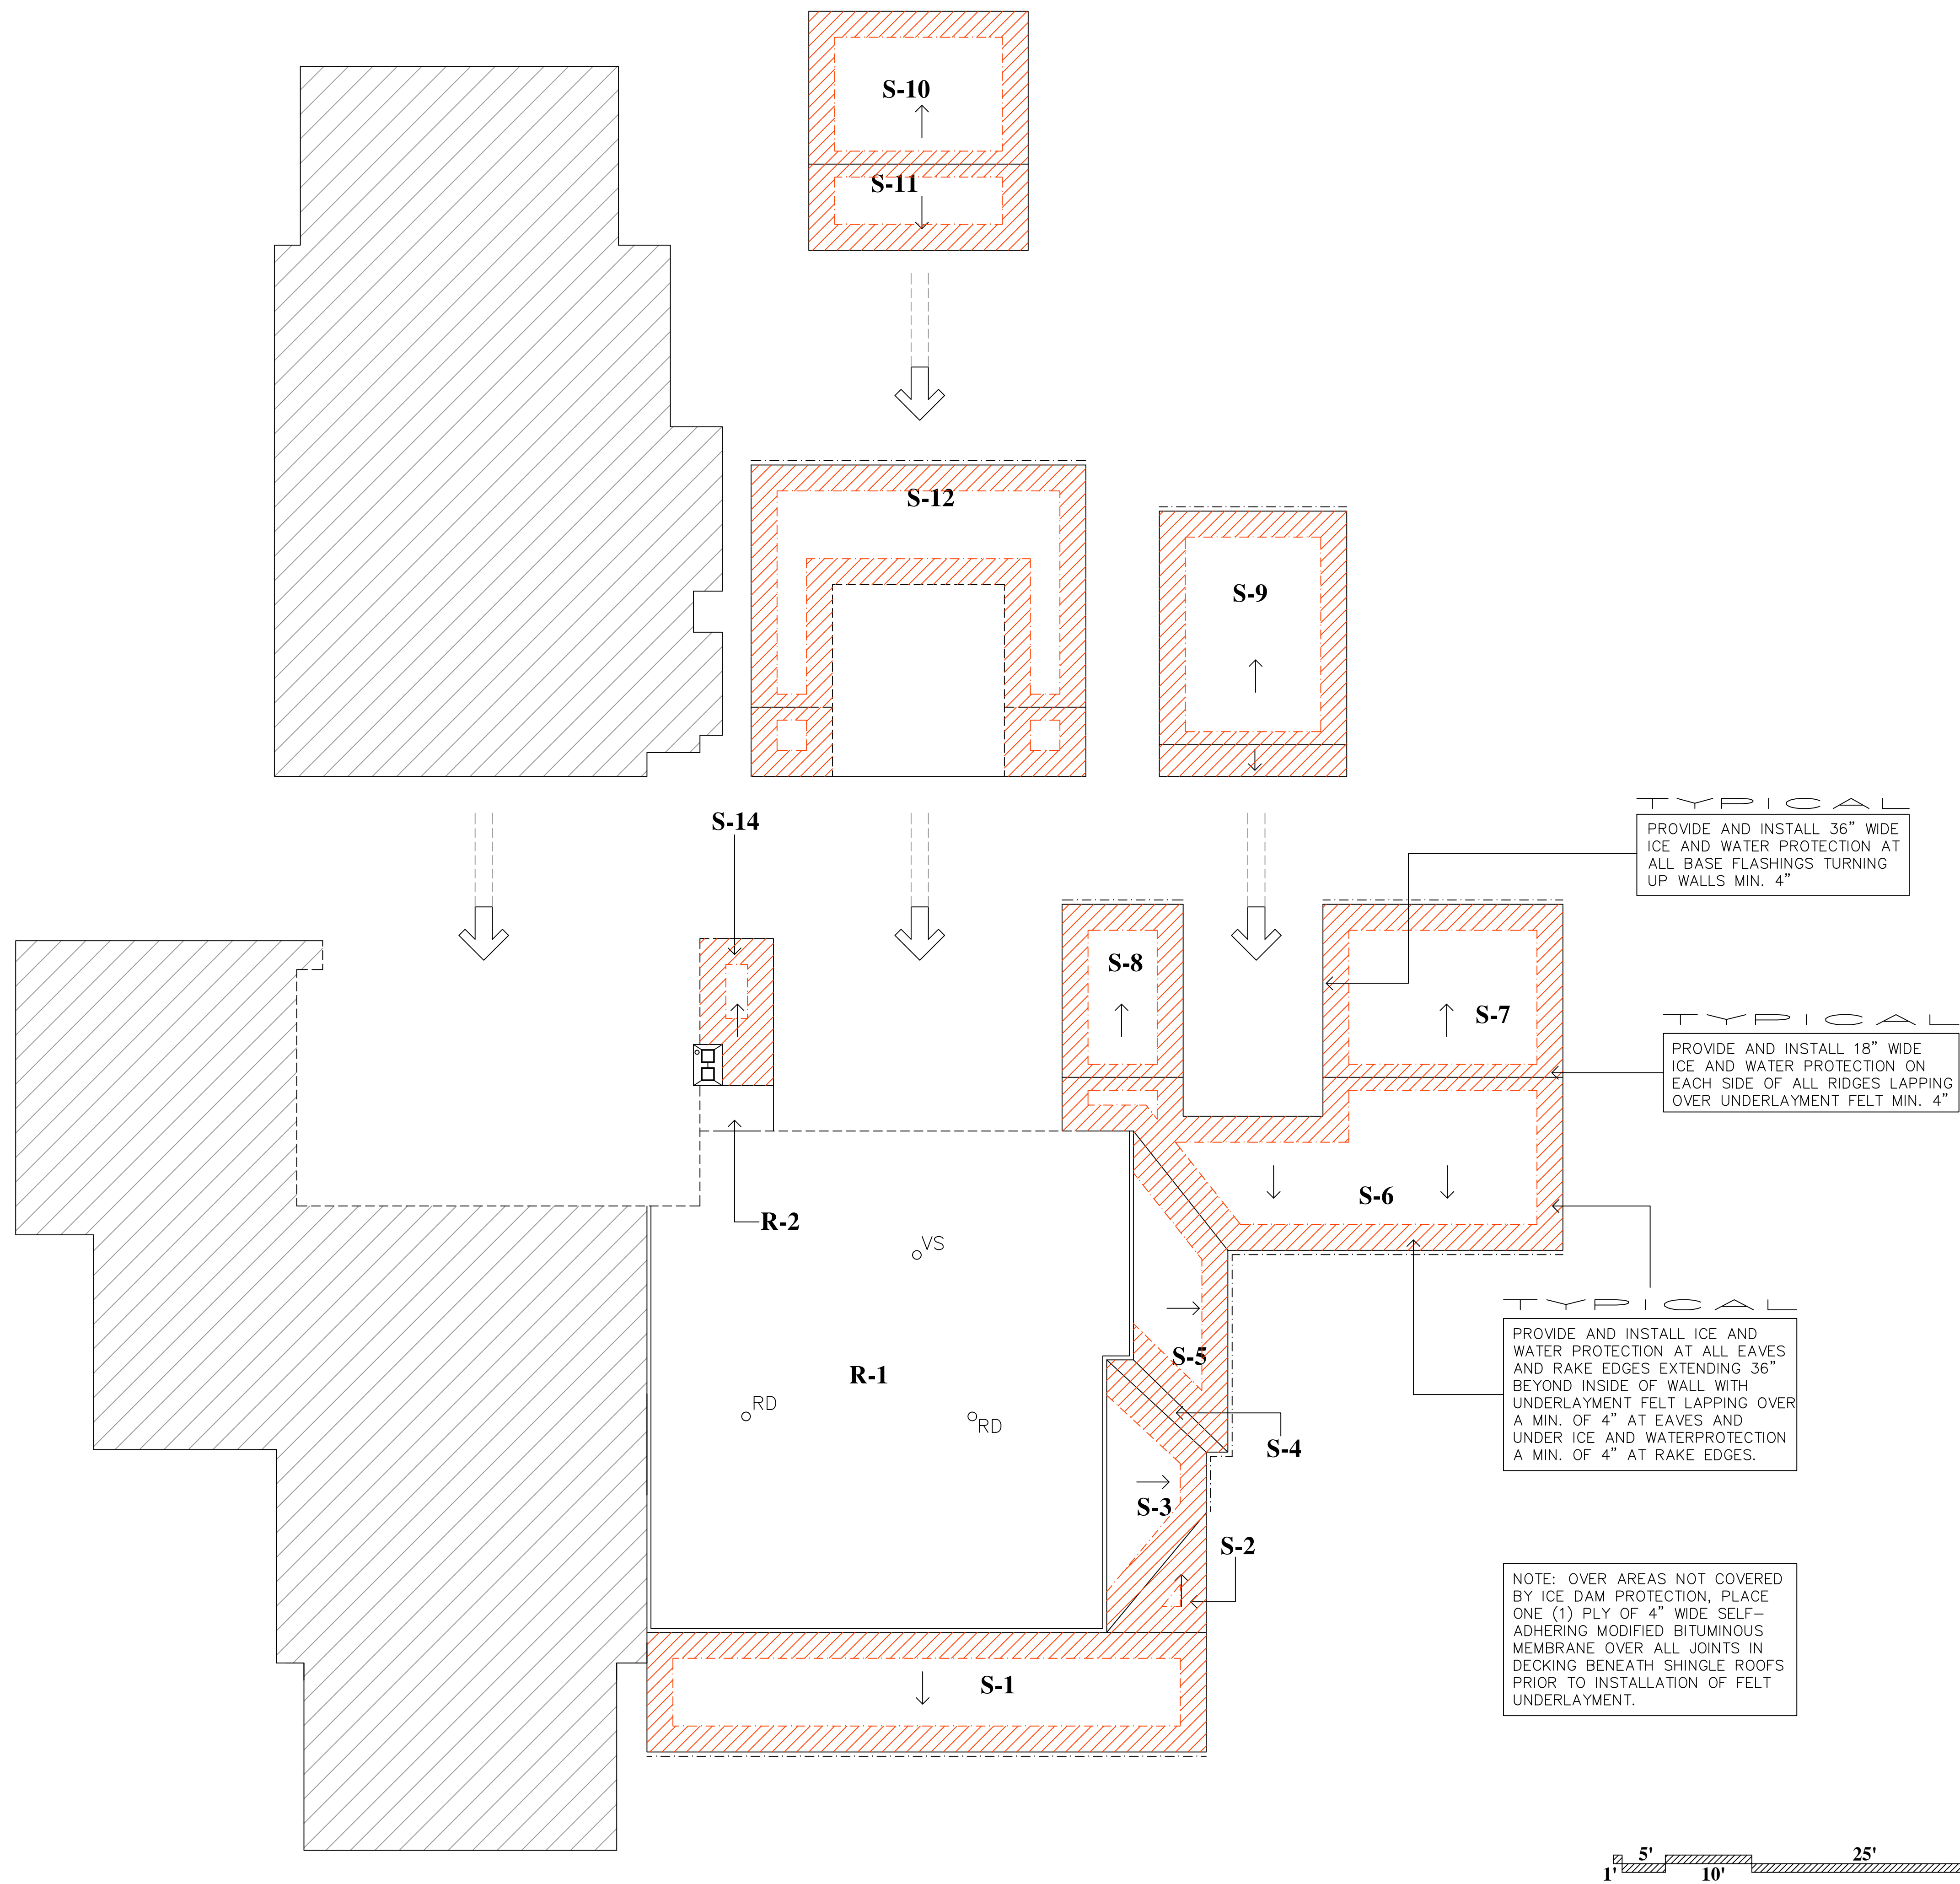 S-10
S-11
S-12
S-9
S-14
TYPICAL
PROVIDE AND INSTALL 36” WIDE
ICE AND WATER PROTECTION AT
ALL BASE FLASHINGS TURNING
UP WALLS MIN. 4”
S-8
S-7
TYPICAL
PROVIDE AND INSTALL 18” WIDE
ICE AND WATER PROTECTION ON
EACH SIDE OF ALL RIDGES LAPPING
OVER UNDERLAYMENT FELT MIN. 4”
S-6
R-2
VS
TYPICAL
PROVIDE AND INSTALL ICE AND
WATER PROTECTION AT ALL EAVES
AND RAKE EDGES EXTENDING 36”
BEYOND INSIDE OF WALL WITH
UNDERLAYMENT FELT LAPPING OVER
A MIN. OF 4” AT EAVES AND
UNDER ICE AND WATERPROTECTION
A MIN. OF 4” AT RAKE EDGES.
S-5
R-1
RD
RD
S-4
S-3
S-2
NOTE: OVER AREAS NOT COVERED
BY ICE DAM PROTECTION, PLACE
ONE (1) PLY OF 4” WIDE SELF-
ADHERING MODIFIED BITUMINOUS
MEMBRANE OVER ALL JOINTS IN
DECKING BENEATH SHINGLE ROOFS
PRIOR TO INSTALLATION OF FELT
UNDERLAYMENT.
S-1
5' 25'
1' 10'